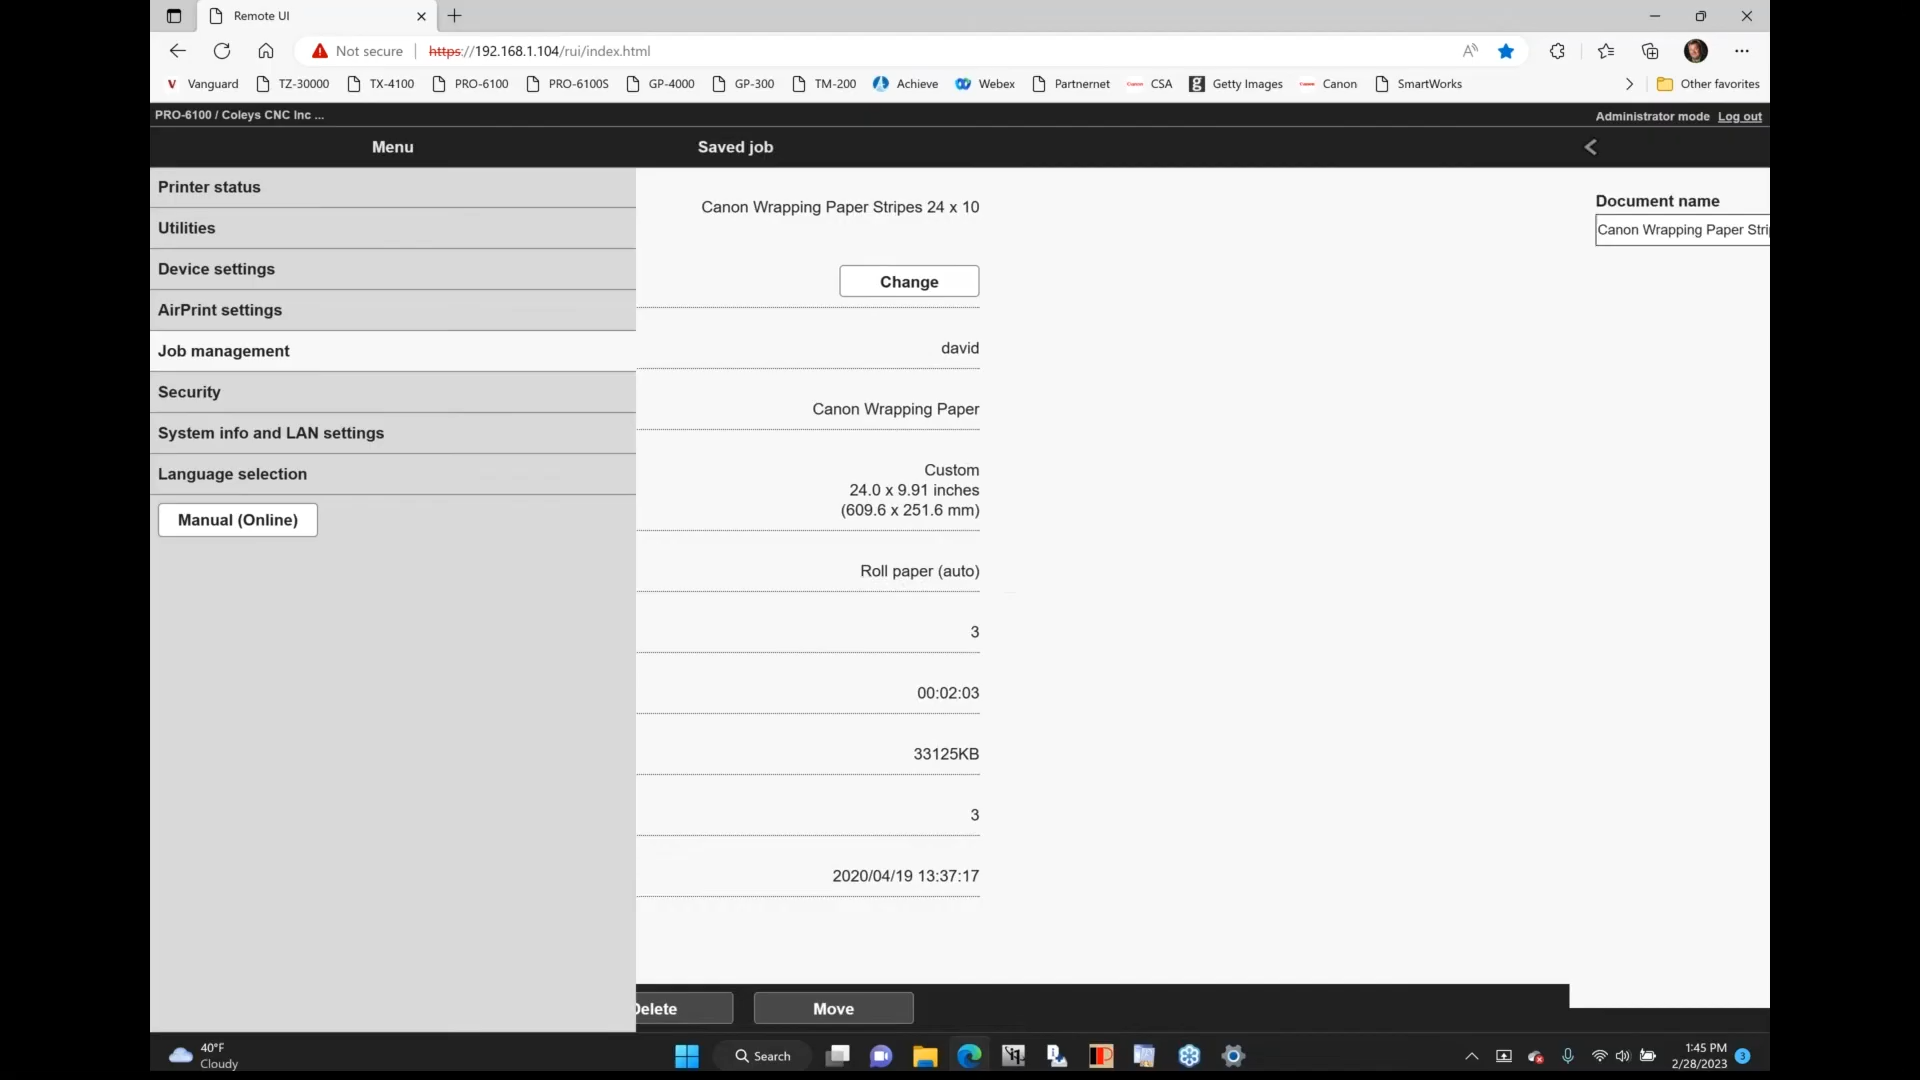 Remote UI
Not secure
https://192.168.1.104/rui/index.html
Vanguard
TZ-30000
TX-4100
PRO-6100
PRO-6100S
GP-4000
GP-300
TM-200
Achieve
Webex
Partnernet
CSA
Getty Images
Canon
SmartWorks
Other favorites
PRO-6100 / Coleys CNC Inc ...
Administrator mode Log out
Menu
Saved job
Printer status
Utilities
Device settings
AirPrint settings
Job management
Security
System info and LAN settings
Language selection
Manual (Online)
Canon Wrapping Paper Stripes 24 x 10
Change
david
Canon Wrapping Paper
Custom
24.0 x 9.91 inches
(609.6 x 251.6 mm)
Roll paper (auto)
3
00:02:03
33125KB
3
2020/04/19 13:37:17
Delete
Move
Document name
Canon Wrapping Paper Stri
40°F
Cloudy
Search
1:45 PM
2/28/2023
3